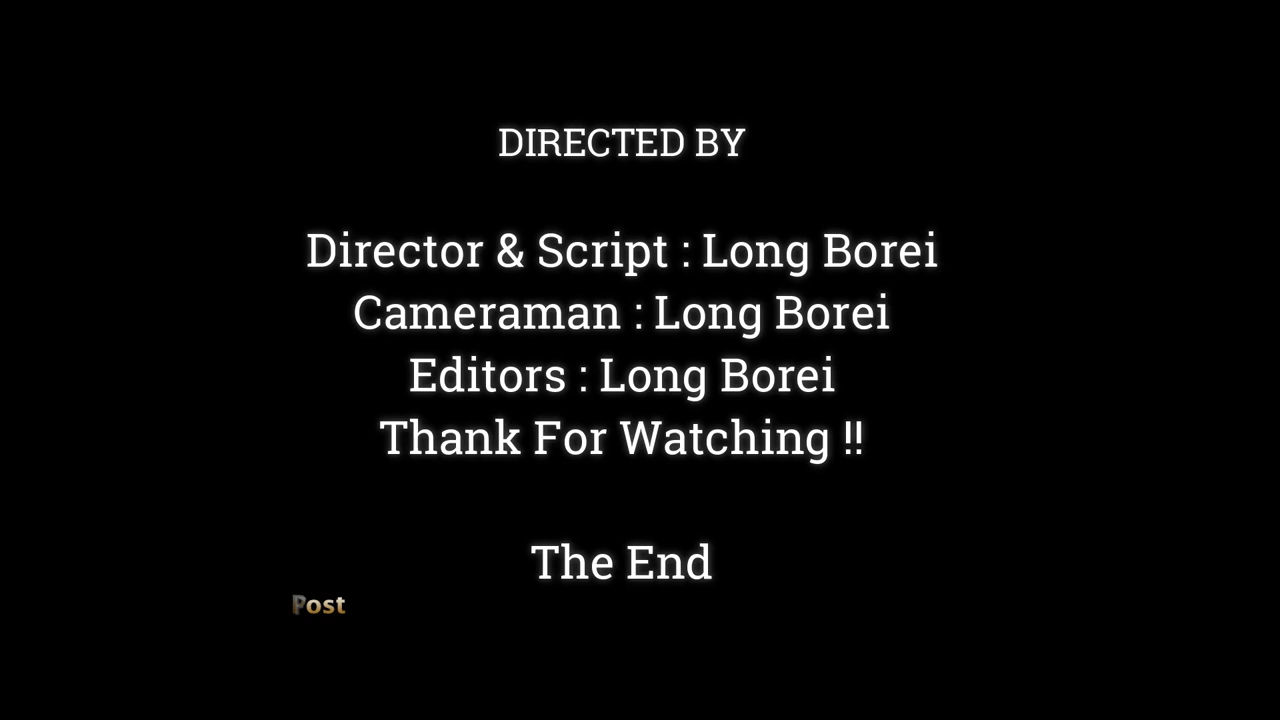 DIRECTED BY
Director & Script : Long Borei
Cameraman : Long Borei
Editors : Long Borei
Thank For Watching !!
The End
Post